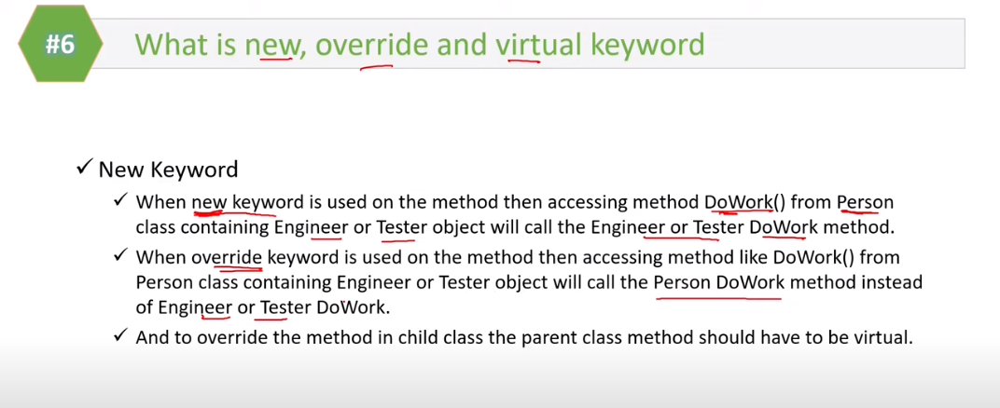 #6
What is new, override and virtual keyword
✓ New Keyword
✓ When new keyword is used on the method then accessing method DoWork() from Person
class containing Engineer or Tester object will call the Engineer or Tester DoWork method.
✓ When override keyword is used on the method then accessing method like DoWork() from
Person class containing Engineer or Tester object will call the Person DoWork method instead
of Engineer or Tester DoWork.
✓ And to override the method in child class the parent class method should have to be virtual.